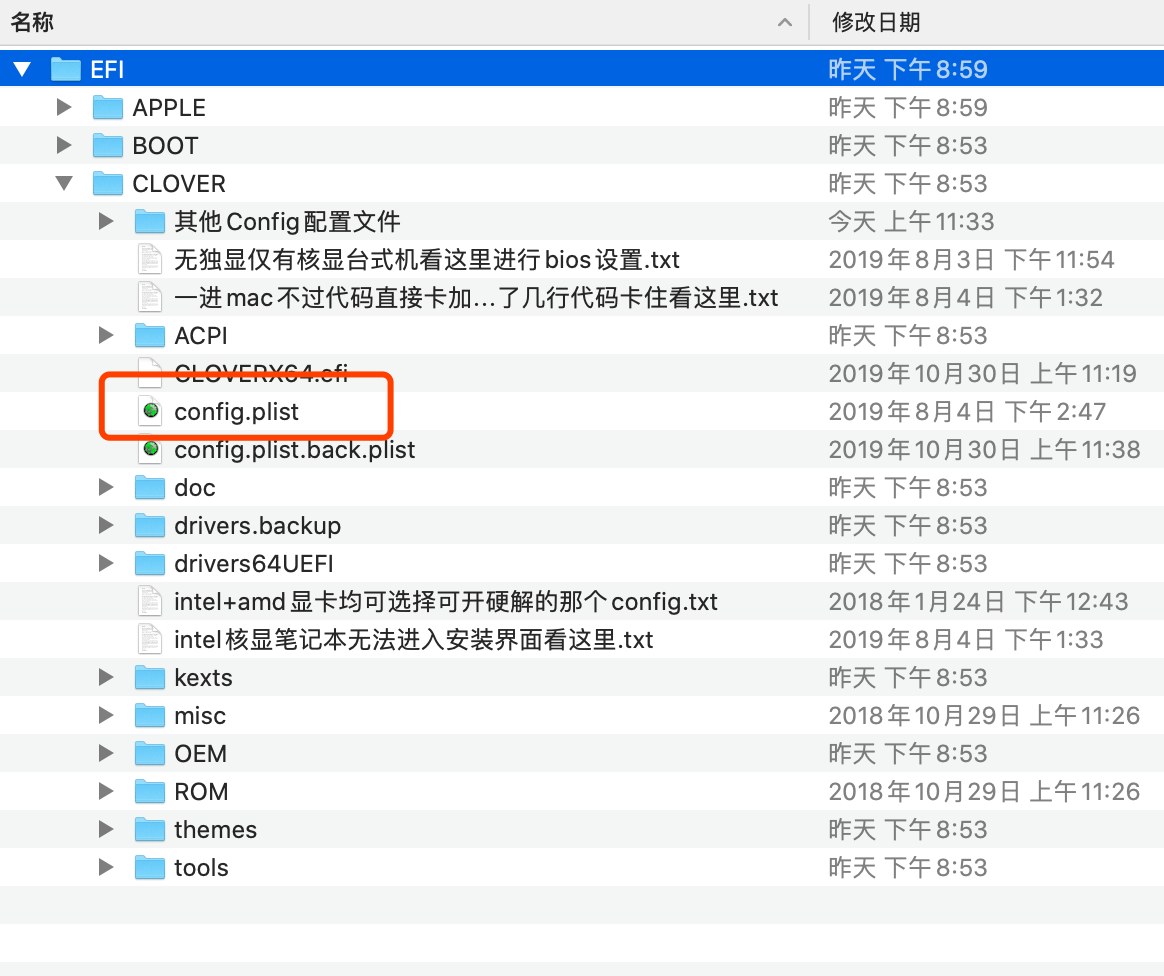 名称 修改日期
EFI 昨天 下午8:59
APPLE 昨天 下午8:59
BOOT 昨天 下午8:53
CLOVER 昨天 下午8:53
其他Config配置文件 今天 上午11:33
无独显仅有核显台式机看这里进行bios设置.txt 2019年8月3日 下午11:54
一进mac不过代码直接卡加...了几行代码卡住看这里.txt 2019年8月4日 下午1:32
ACPI 昨天 下午8:53
CLOVERX64.efi 2019年10月30日 上午11:19
config.plist 2019年8月4日 下午2:47
config.plist.back.plist 2019年10月30日 上午11:38
doc 昨天 下午8:53
drivers.backup 昨天 下午8:53
drivers64UEFI 昨天 下午8:53
intel+amd显卡均可选择可开硬解的那个config.txt 2018年1月24日 下午12:43
intel核显笔记本无法进入安装界面看这里.txt 2019年8月4日 下午1:33
kexts 昨天 下午8:53
misc 2018年10月29日 上午11:26
OEM 昨天 下午8:53
ROM 2018年10月29日 上午11:26
themes 昨天 下午8:53
tools 昨天 下午8:53